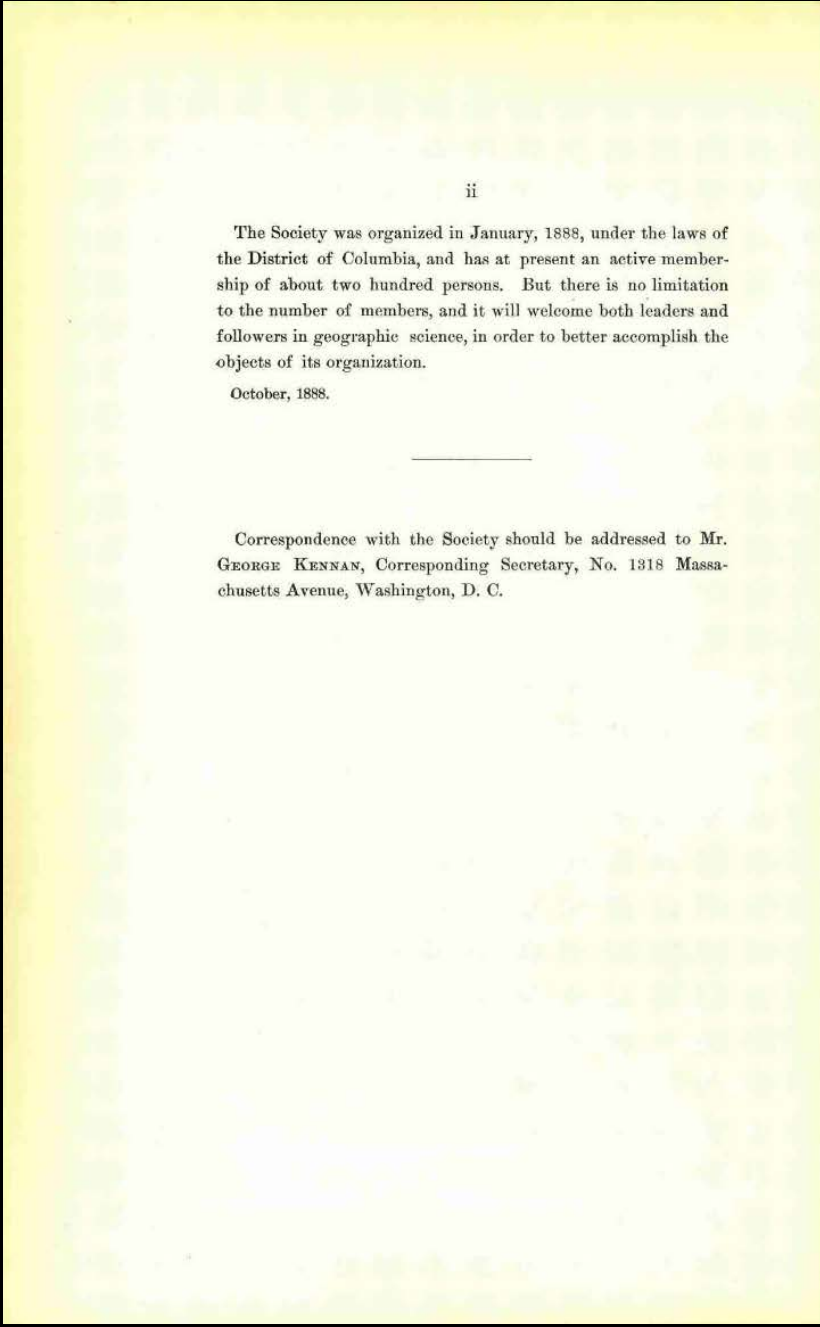 ii
The Society was organized in January, 1888, under the laws of
the District of Columbia, and has at present an active member-
ship of about two hundred persons. But there is no limitation
to the number of members, and it will welcome both leaders and
followers in geographic science, in order to better accomplish the
objects of its organization.
October, 1888.
Correspondence with the Society should be addressed to Mr.
GEORGE KENNAN, Corresponding Secretary, No. 1318 Massa-
chusetts Avenue, Washington, D. C.